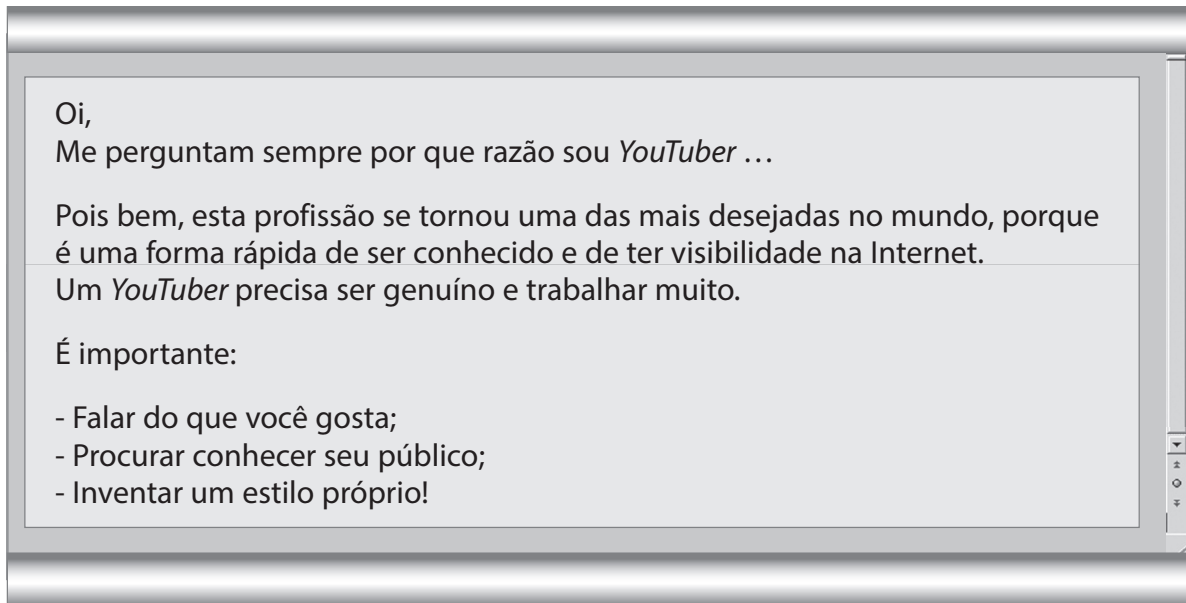 Oi,
Me perguntam sempre por que razão sou YouTuber …
Pois bem, esta profissão se tornou uma das mais desejadas no mundo, porque
é uma forma rápida de ser conhecido e de ter visibilidade na Internet.
Um YouTuber precisa ser genuíno e trabalhar muito.
É importante:
- Falar do que você gosta;
- Procurar conhecer seu público;
- Inventar um estilo próprio!